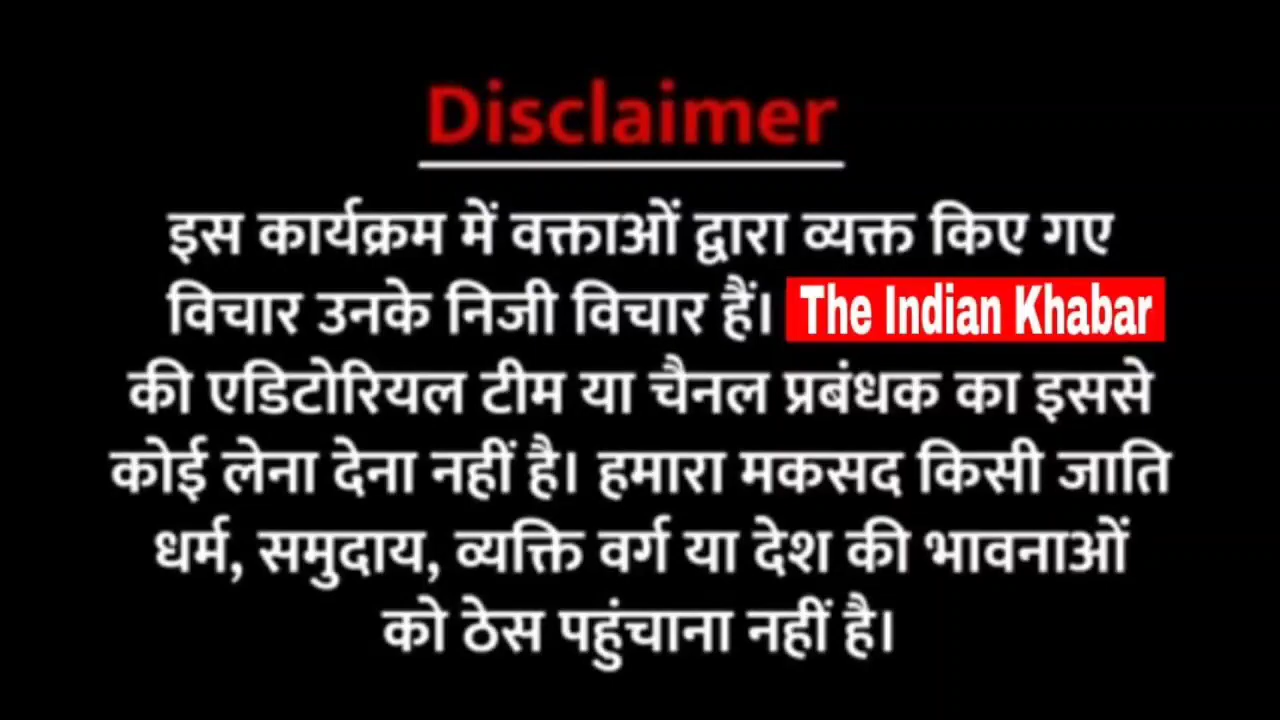 Disclaimer
इस कार्यक्रम में वक्ताओं द्वारा व्यक्त किए गए
विचार उनके निजी विचार हैं। The Indian Khabar
की एडिटोरियल टीम या चैनल प्रबंधक का इससे
कोई लेना देना नहीं है। हमारा मकसद किसी जाति
धर्म, समुदाय, व्यक्ति वर्ग या देश की भावनाओं
को ठेस पहुंचाना नहीं है।